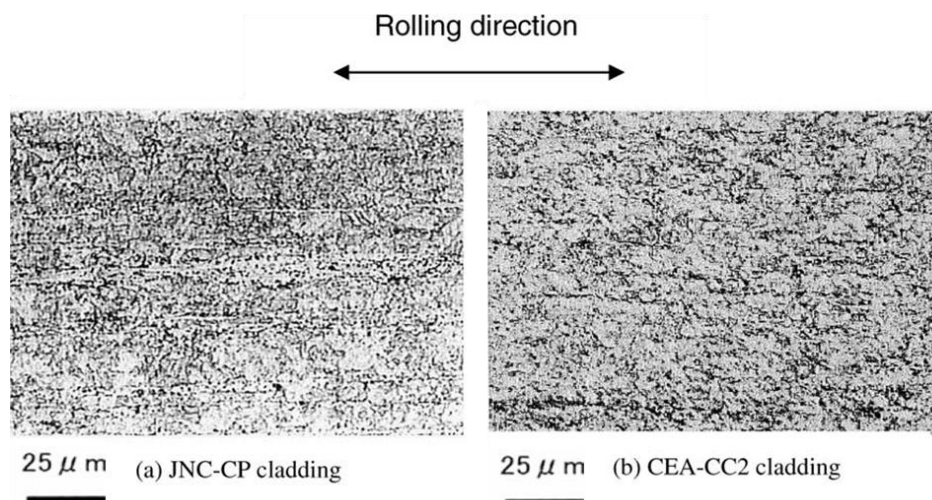 Rolling direction
25 μ m (a) JNC-CP cladding
25 μ m (b) CEA-CC2 cladding